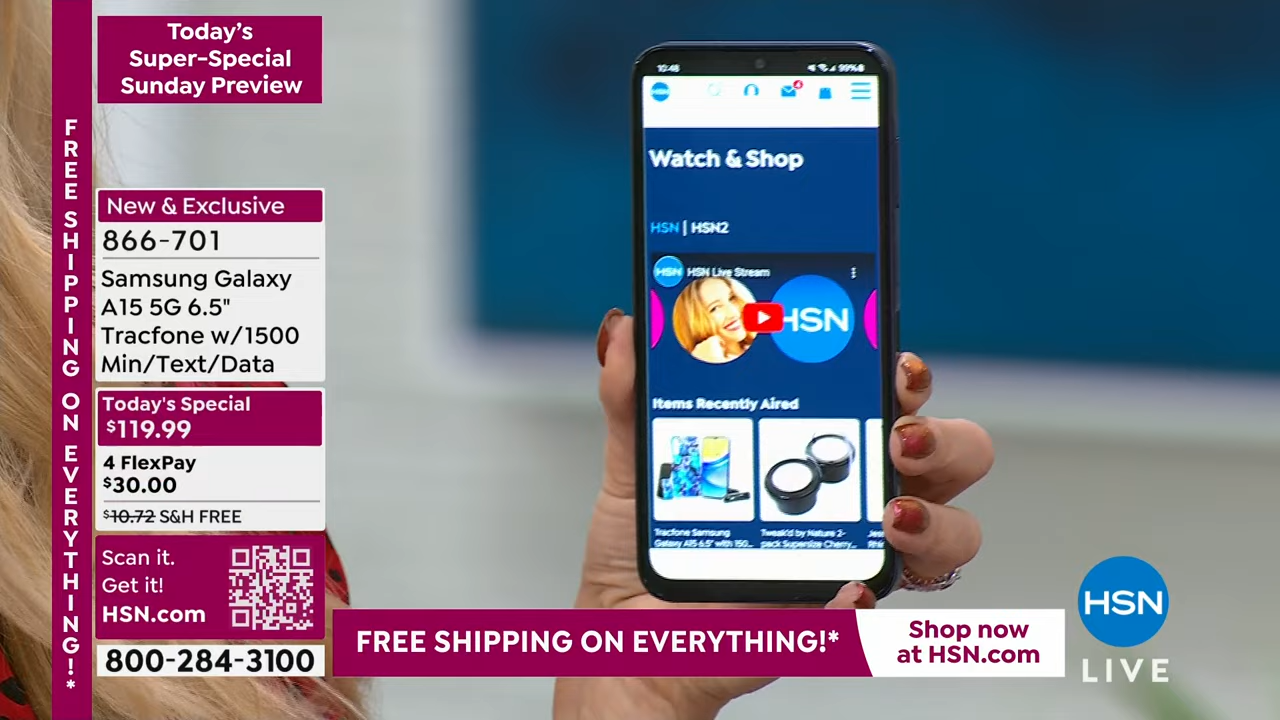 Today's
Super-Special
Sunday Preview
FREE SHIPPING ON EVERYTHING!*
New & Exclusive
866-701
Samsung Galaxy
A15 5G 6.5"
Tracfone w/1500
Min/Text/Data
Today's Special
$119.99
4 FlexPay
$30.00
$10.72 S&H FREE
Scan it.
Get it!
HSN.com
800-284-3100
10:48
99%
HSN
4
Watch & Shop
HSN | HSN2
HSN
HSN Live Stream
HSN
Items Recently Aired
Tracfone Samsung
Galaxy A15 6.5" with 150...
Tweak'd by Nature 2-
pack Supersize Cherry...
FREE SHIPPING ON EVERYTHING!*
Shop now
at HSN.com
HSN
LIVE